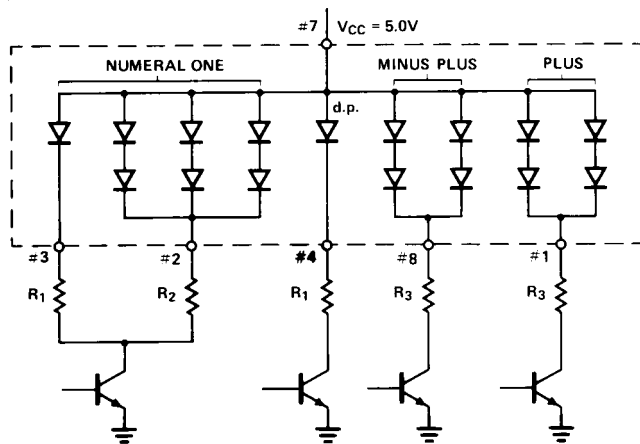 #7 VCC = 5.0V
NUMERAL ONE
MINUS PLUS
PLUS
d.p.
#3
#2
#4
#8
#1
R1
R2
R1
R3
R3